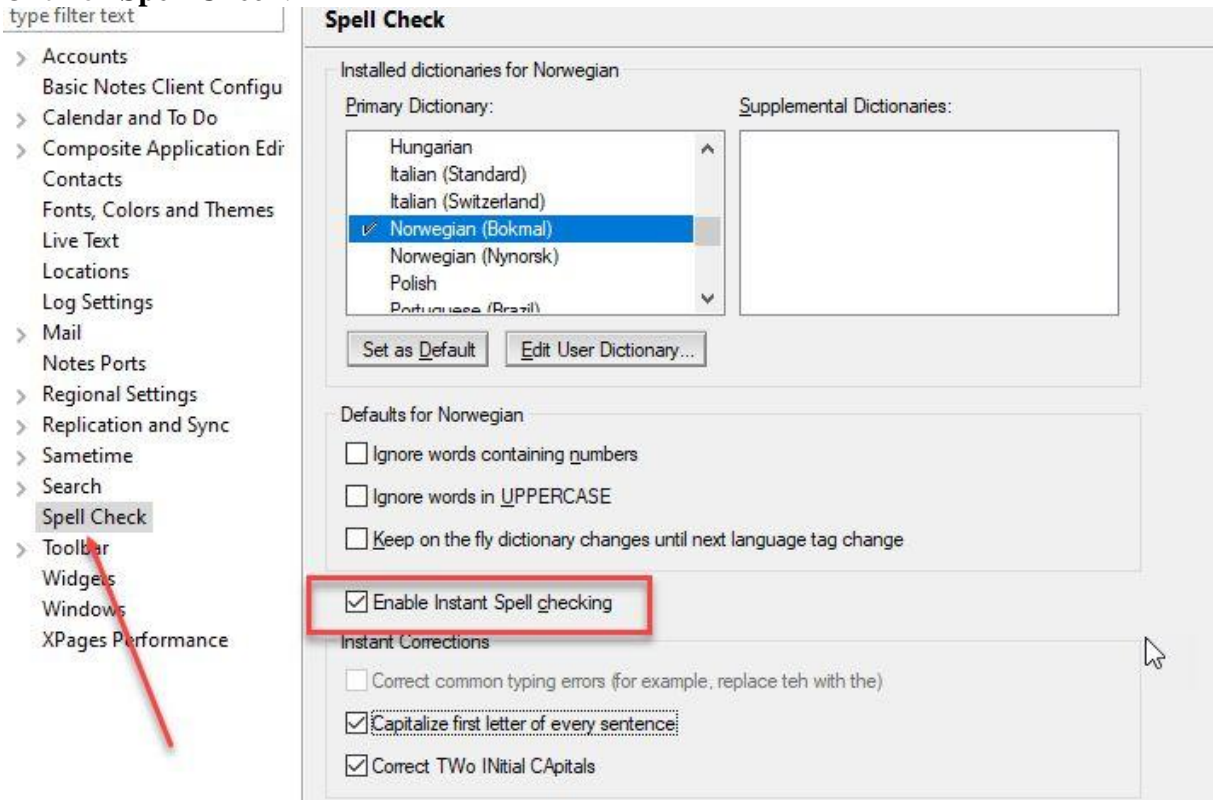 type filter text
Accounts
Basic Notes Client Configu
Calendar and To Do
Composite Application Edi
Contacts
Fonts, Colors and Themes
Live Text
Locations
Log Settings
Mail
Notes Ports
Regional Settings
Replication and Sync
Sametime
Search
Spell Check
Toolbar
Widgets
Windows
XPages Performance
Spell Check
Installed dictionaries for Norwegian
Primary Dictionary:
Hungarian
Italian (Standard)
Italian (Switzerland)
Norwegian (Bokmal)
Norwegian (Nynorsk)
Polish
Portuguese (Brazil)
Supplemental Dictionaries:
Set as Default
Edit User Dictionary...
Defaults for Norwegian
Ignore words containing numbers
Ignore words in UPPERCASE
Keep on the fly dictionary changes until next language tag change
Enable Instant Spell checking
Instant Corrections
Correct common typing errors (for example, replace teh with the)
Capitalize first letter of every sentence
Correct TWo INitial CApitals